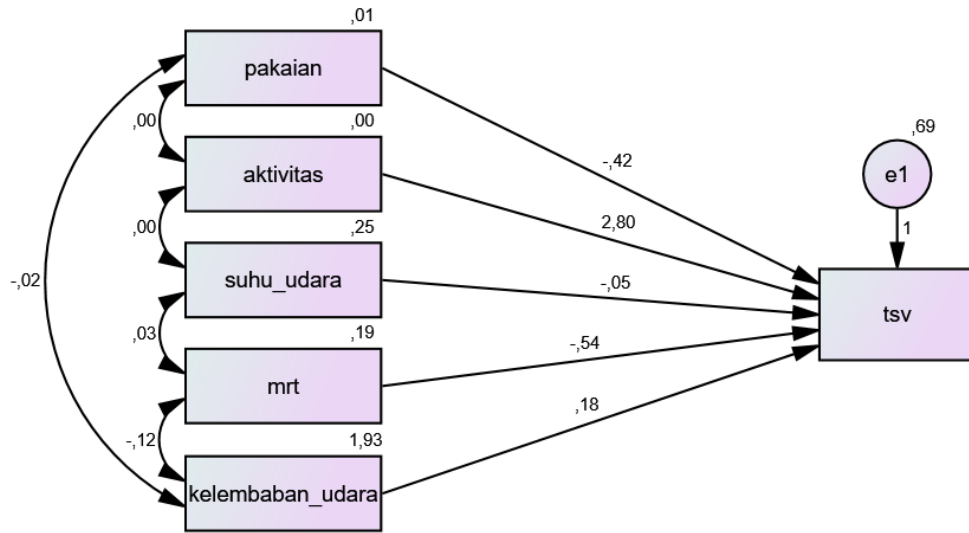 ,01
pakaian
,00
,00
-,42
,69
aktivitas
e1
2,80
,00
,25
1
suhu_udara
-,02
-,05
tsv
,03
,19
-,54
mrt
,18
-,12
1,93
kelembaban_udara